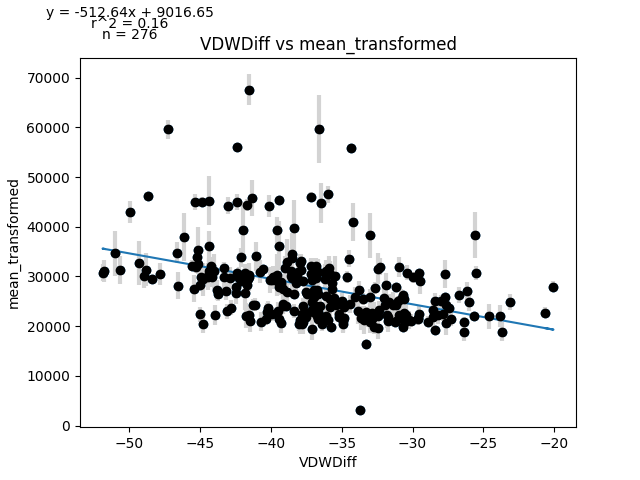 y = -512.64x + 9016.65
r^2 = 0.16
n = 276
VDWDiff vs mean_transformed
70000
60000
50000
40000
30000
20000
10000
0
mean_transformed
−50 −45 −40 −35 −30 −25 −20
VDWDiff